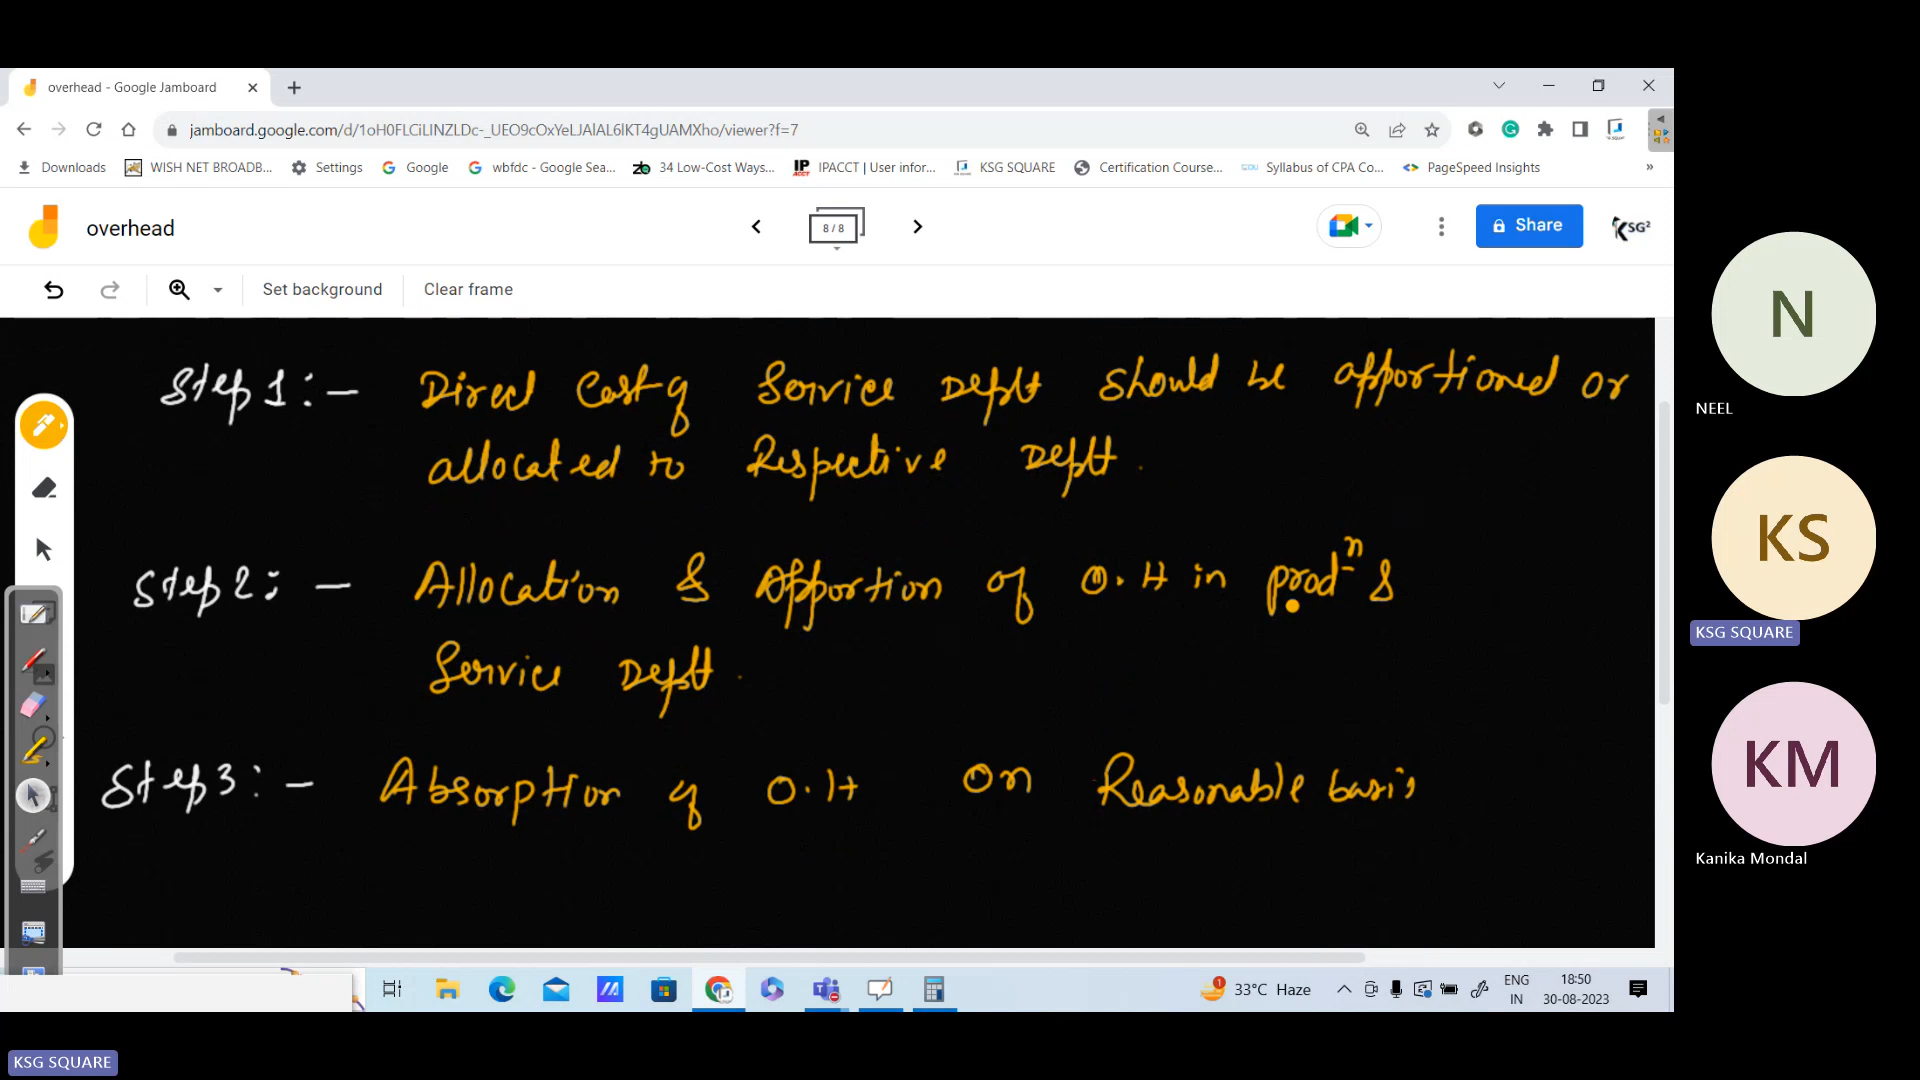 overhead - Google Jamboard
jamboard.google.com/d/1oH0FLCiLINZLDc-_UEO9cOxYeLJAlAL6lKT4gUAMXho/viewer?f=7
Downloads WISH NET BROADB... Settings Google wbfdc - Google Sea... 34 Low-Cost Ways... IPACCT | User infor... KSG SQUARE Certification Course... Syllabus of CPA Co... PageSpeed Insights »
overhead 8 / 8 Share KSG²
Set background Clear frame
Step 1:- Direct Cost of Service Deptt should be apportioned or
allocated to Respective Deptt.
Step 2:- Allocation & Apportion of O.H in prodⁿ &
Service Deptt.
Step 3:- Absorption of O.H on Reasonable basis
N
NEEL
KS
KSG SQUARE
KM
Kanika Mondal
1 33°C Haze ENG 18:50
IN 30-08-2023
KSG SQUARE